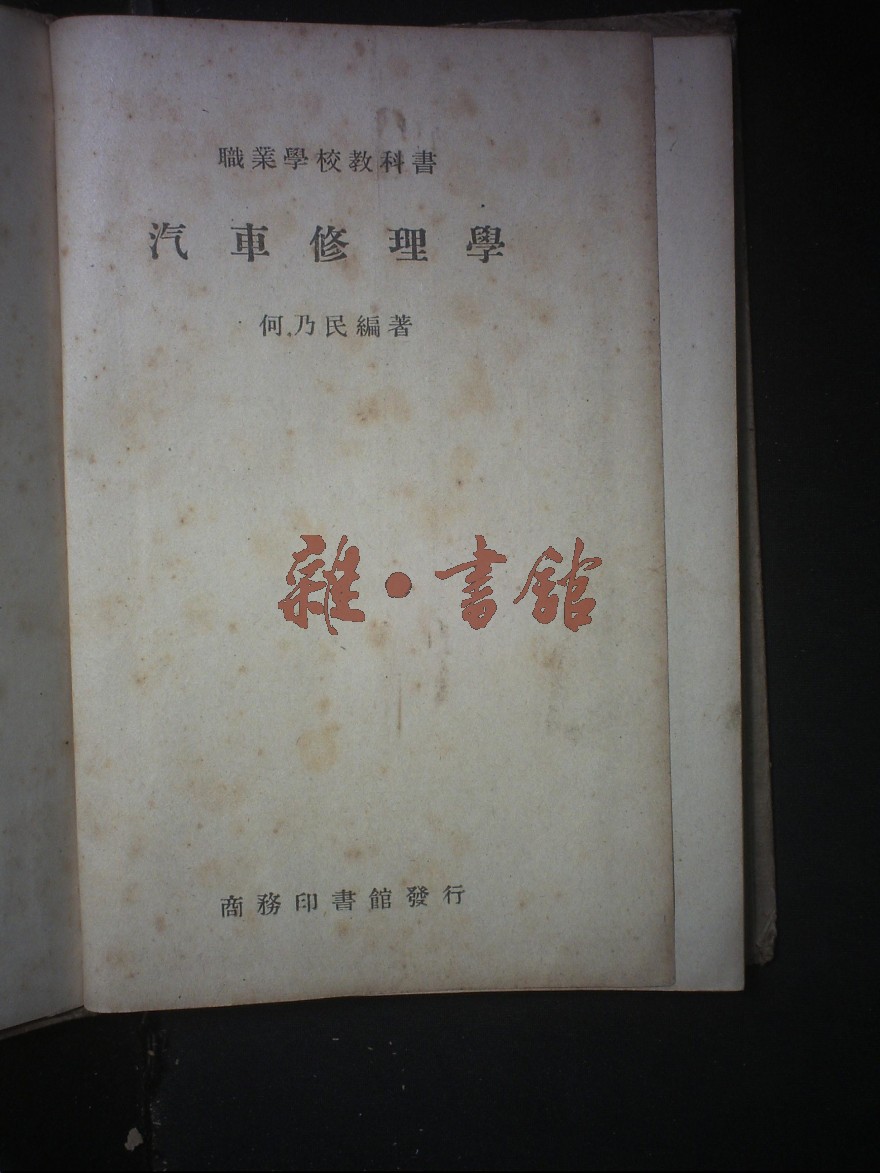 職業學校教科書
汽車修理學
何乃民編著
雜·書館
商務印書館發行